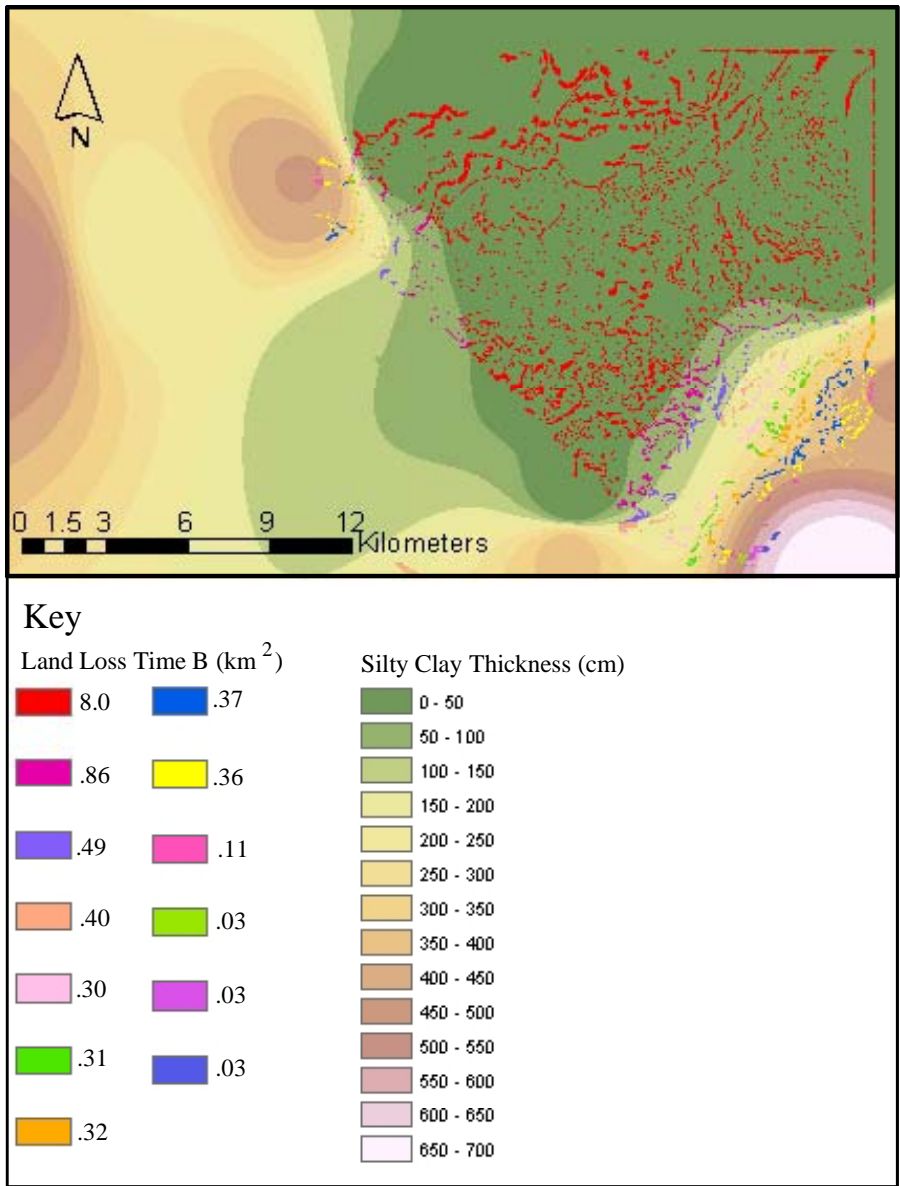 N
0 1.5 3 6 9 12
Kilometers
Key
Land Loss Time B (km 2)
8.0
.86
.49
.40
.30
.31
.32
.37
.36
.11
.03
.03
.03
Silty Clay Thickness (cm)
0 - 50
50 - 100
100 - 150
150 - 200
200 - 250
250 - 300
300 - 350
350 - 400
400 - 450
450 - 500
500 - 550
550 - 600
600 - 650
650 - 700